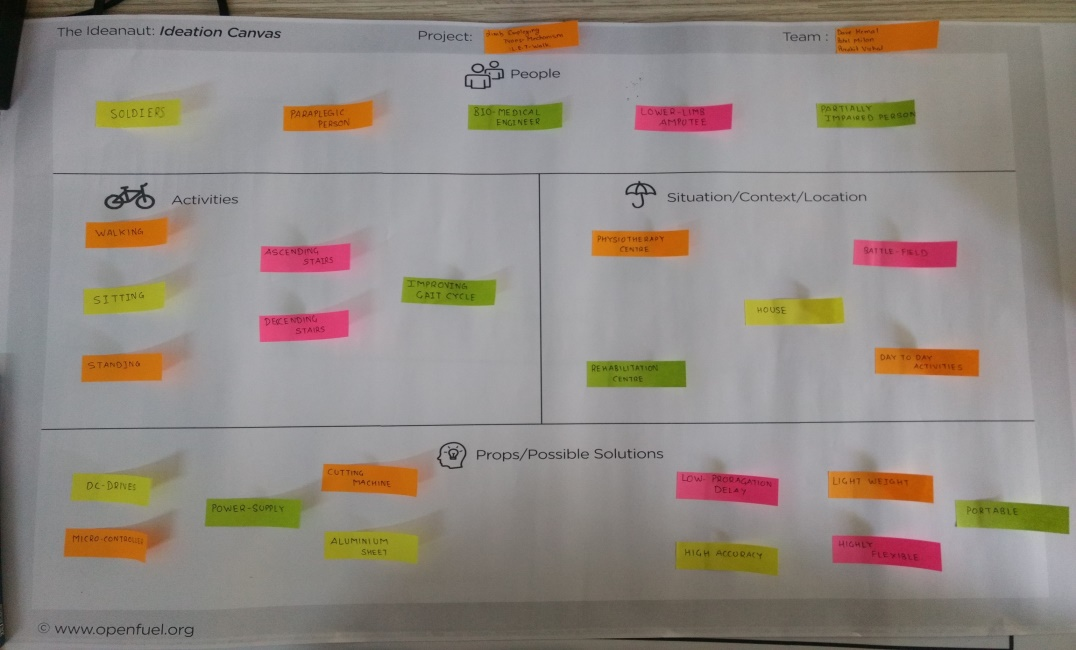 The Ideanaut: Ideation Canvas
Project:
L.E.T-Walk
Team :
People
SOLDIERS
PARAPLEGIC
PERSON
BIO-MEDICAL
ENGINEER
LOWER-LIMB
AMPUTEE
PARTIALLY
IMPAIRED PERSON
Activities
WALKING
SITTING
STANDING
ASCENDING
STAIRS
DECENDING
STAIRS
IMPROVING
GAIT CYCLE
Situation/Context/Location
PHYSIOTHERAPY
CENTRE
BATTLE-FIELD
HOUSE
REHABILITATION
CENTRE
DAY TO DAY
ACTIVITIES
Props/Possible Solutions
DC-DRIVES
MICRO-CONTROLLER
POWER-SUPPLY
CUTTING
MACHINE
ALUMINIUM
SHEET
LOW-PROPAGATION
DELAY
HIGH ACCURACY
LIGHT WEIGHT
HIGHLY
FLEXIBLE
PORTABLE
© www.openfuel.org